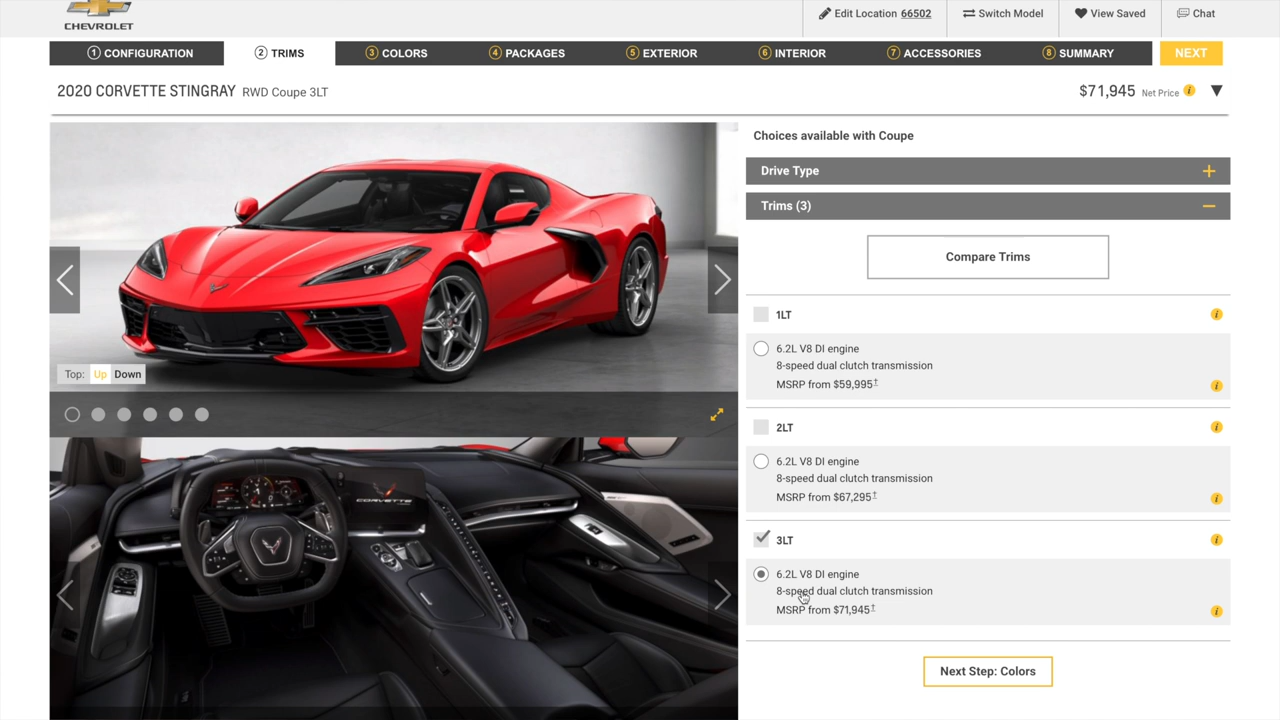 CHEVROLET
Edit Location 66502
Switch Model
View Saved
Chat
1 CONFIGURATION
2 TRIMS
3 COLORS
4 PACKAGES
5 EXTERIOR
6 INTERIOR
7 ACCESSORIES
8 SUMMARY
NEXT
2020 CORVETTE STINGRAY RWD Coupe 3LT
$71,945 Net Price i
Choices available with Coupe
Drive Type +
Trims (3) −
Compare Trims
1LT i
6.2L V8 DI engine
8-speed dual clutch transmission
MSRP from $59,995† i
2LT i
6.2L V8 DI engine
8-speed dual clutch transmission
MSRP from $67,295† i
3LT i
6.2L V8 DI engine
8-speed dual clutch transmission
MSRP from $71,945† i
Next Step: Colors
Top: Up Down
CORVETTE